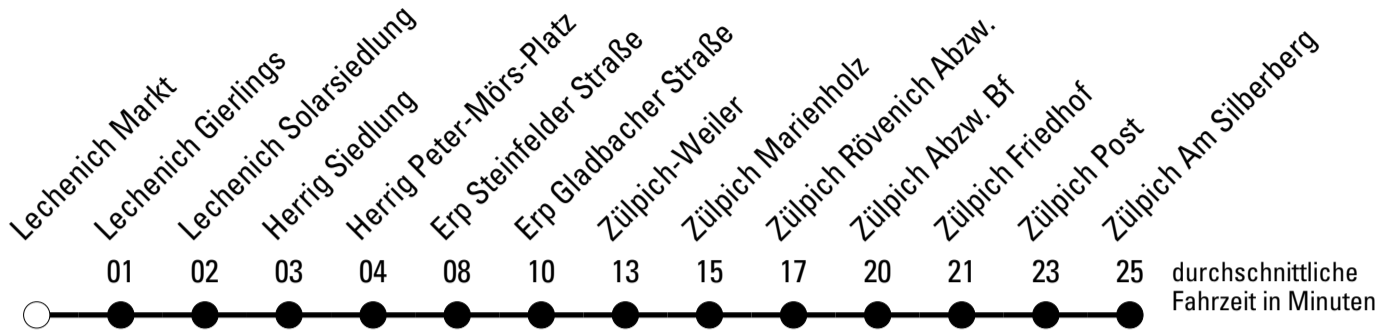 Lechenich Markt
Lechenich Gierlings
Lechenich Solarsiedlung
Herrig Siedlung
Herrig Peter-Mörs-Platz
Erp Steinfelder Straße
Erp Gladbacher Straße
Zülpich-Weiler
Zülpich Marienholz
Zülpich Rövenich Abzw.
Zülpich Abzw. Bf
Zülpich Friedhof
Zülpich Post
Zülpich Am Silberberg
01 02 03 04 08 10 13 15 17 20 21 23 25
durchschnittliche
Fahrzeit in Minuten